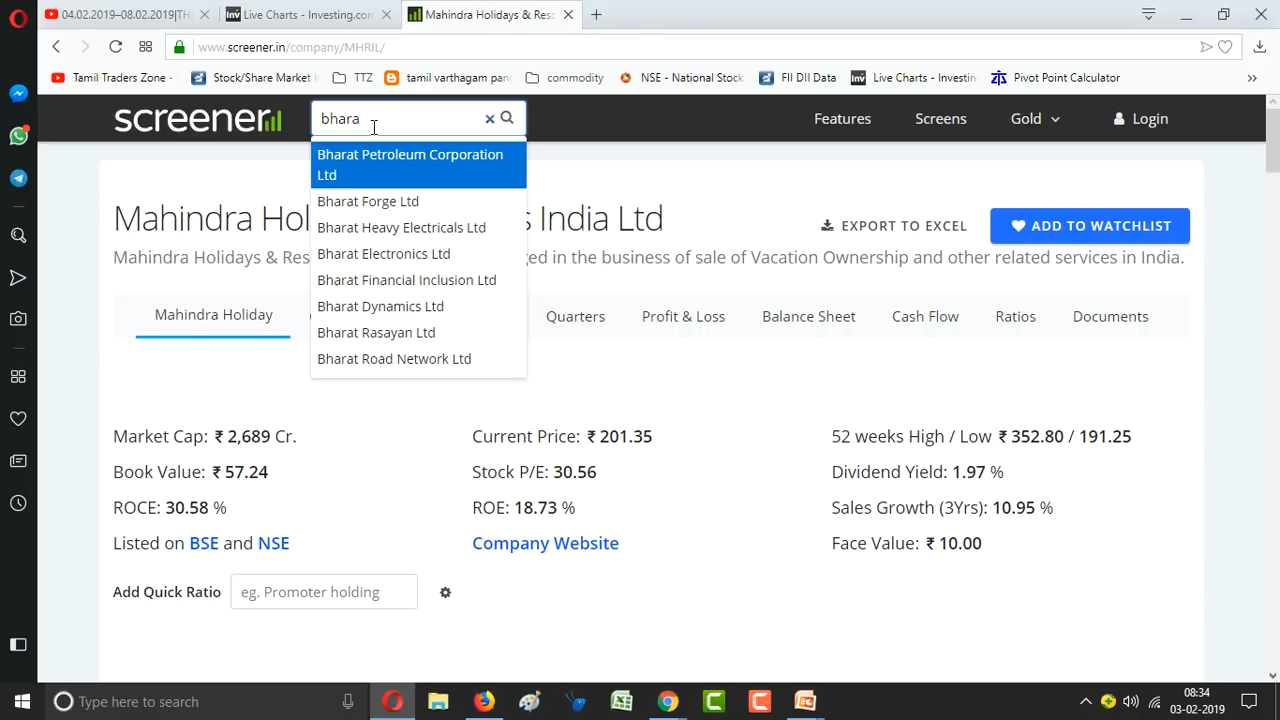 04.02.2019–08.02.2019|TH
Live Charts - Investing.con
Mahindra Holidays & Reso
www.screener.in/company/MHRIL/
Tamil Traders Zone -
Stock/Share Market I
TTZ
tamil varthagam pan
commodity
NSE - National Stock
FII DII Data
Inv Live Charts - Investin
Pivot Point Calculator
screener
bhara
Features
Screens
Gold
Login
Bharat Petroleum Corporation
Ltd
Bharat Forge Ltd
Bharat Heavy Electricals Ltd
Bharat Electronics Ltd
Bharat Financial Inclusion Ltd
Bharat Dynamics Ltd
Bharat Rasayan Ltd
Bharat Road Network Ltd
Mahindra Hol
s India Ltd
EXPORT TO EXCEL
ADD TO WATCHLIST
Mahindra Holidays & Res
ged in the business of sale of Vacation Ownership and other related services in India.
Mahindra Holiday
Quarters
Profit & Loss
Balance Sheet
Cash Flow
Ratios
Documents
Market Cap: ₹ 2,689 Cr.
Current Price: ₹ 201.35
52 weeks High / Low ₹ 352.80 / 191.25
Book Value: ₹ 57.24
Stock P/E: 30.56
Dividend Yield: 1.97 %
ROCE: 30.58 %
ROE: 18.73 %
Sales Growth (3Yrs): 10.95 %
Listed on BSE and NSE
Company Website
Face Value: ₹ 10.00
Add Quick Ratio
eg. Promoter holding
Type here to search
08:34
03-02-2019